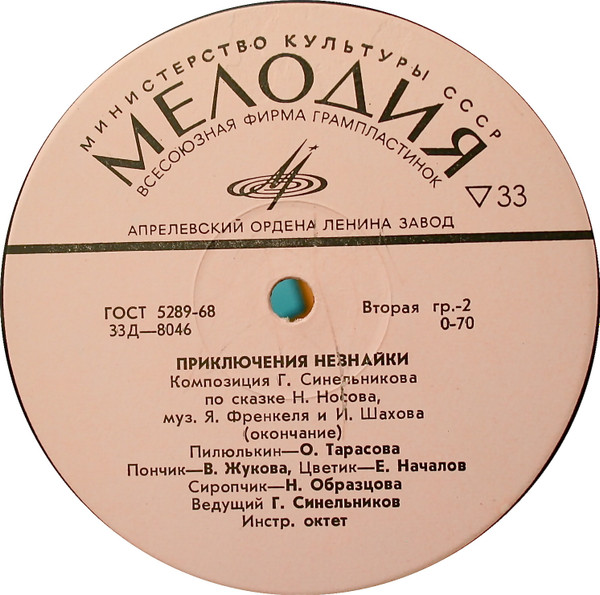 МИНИСТЕРСТВО КУЛЬТУРЫ СССР
МЕЛОДИЯ
ВСЕСОЮЗНАЯ ФИРМА ГРАМПЛАСТИНОК
33
АПРЕЛЕВСКИЙ ОРДЕНА ЛЕНИНА ЗАВОД
ГОСТ 5289-68 Вторая гр.-2
33Д—8046 0-70
ПРИКЛЮЧЕНИЯ НЕЗНАЙКИ
Композиция Г. Синельникова
по сказке Н. Носова,
муз. Я. Френкеля и И. Шахова
(окончание)
Пилюлькин—О. Тарасова
Пончик—В. Жукова, Цветик—Е. Началов
Сиропчик—Н. Образцова
Ведущий Г. Синельников
Инстр. октет